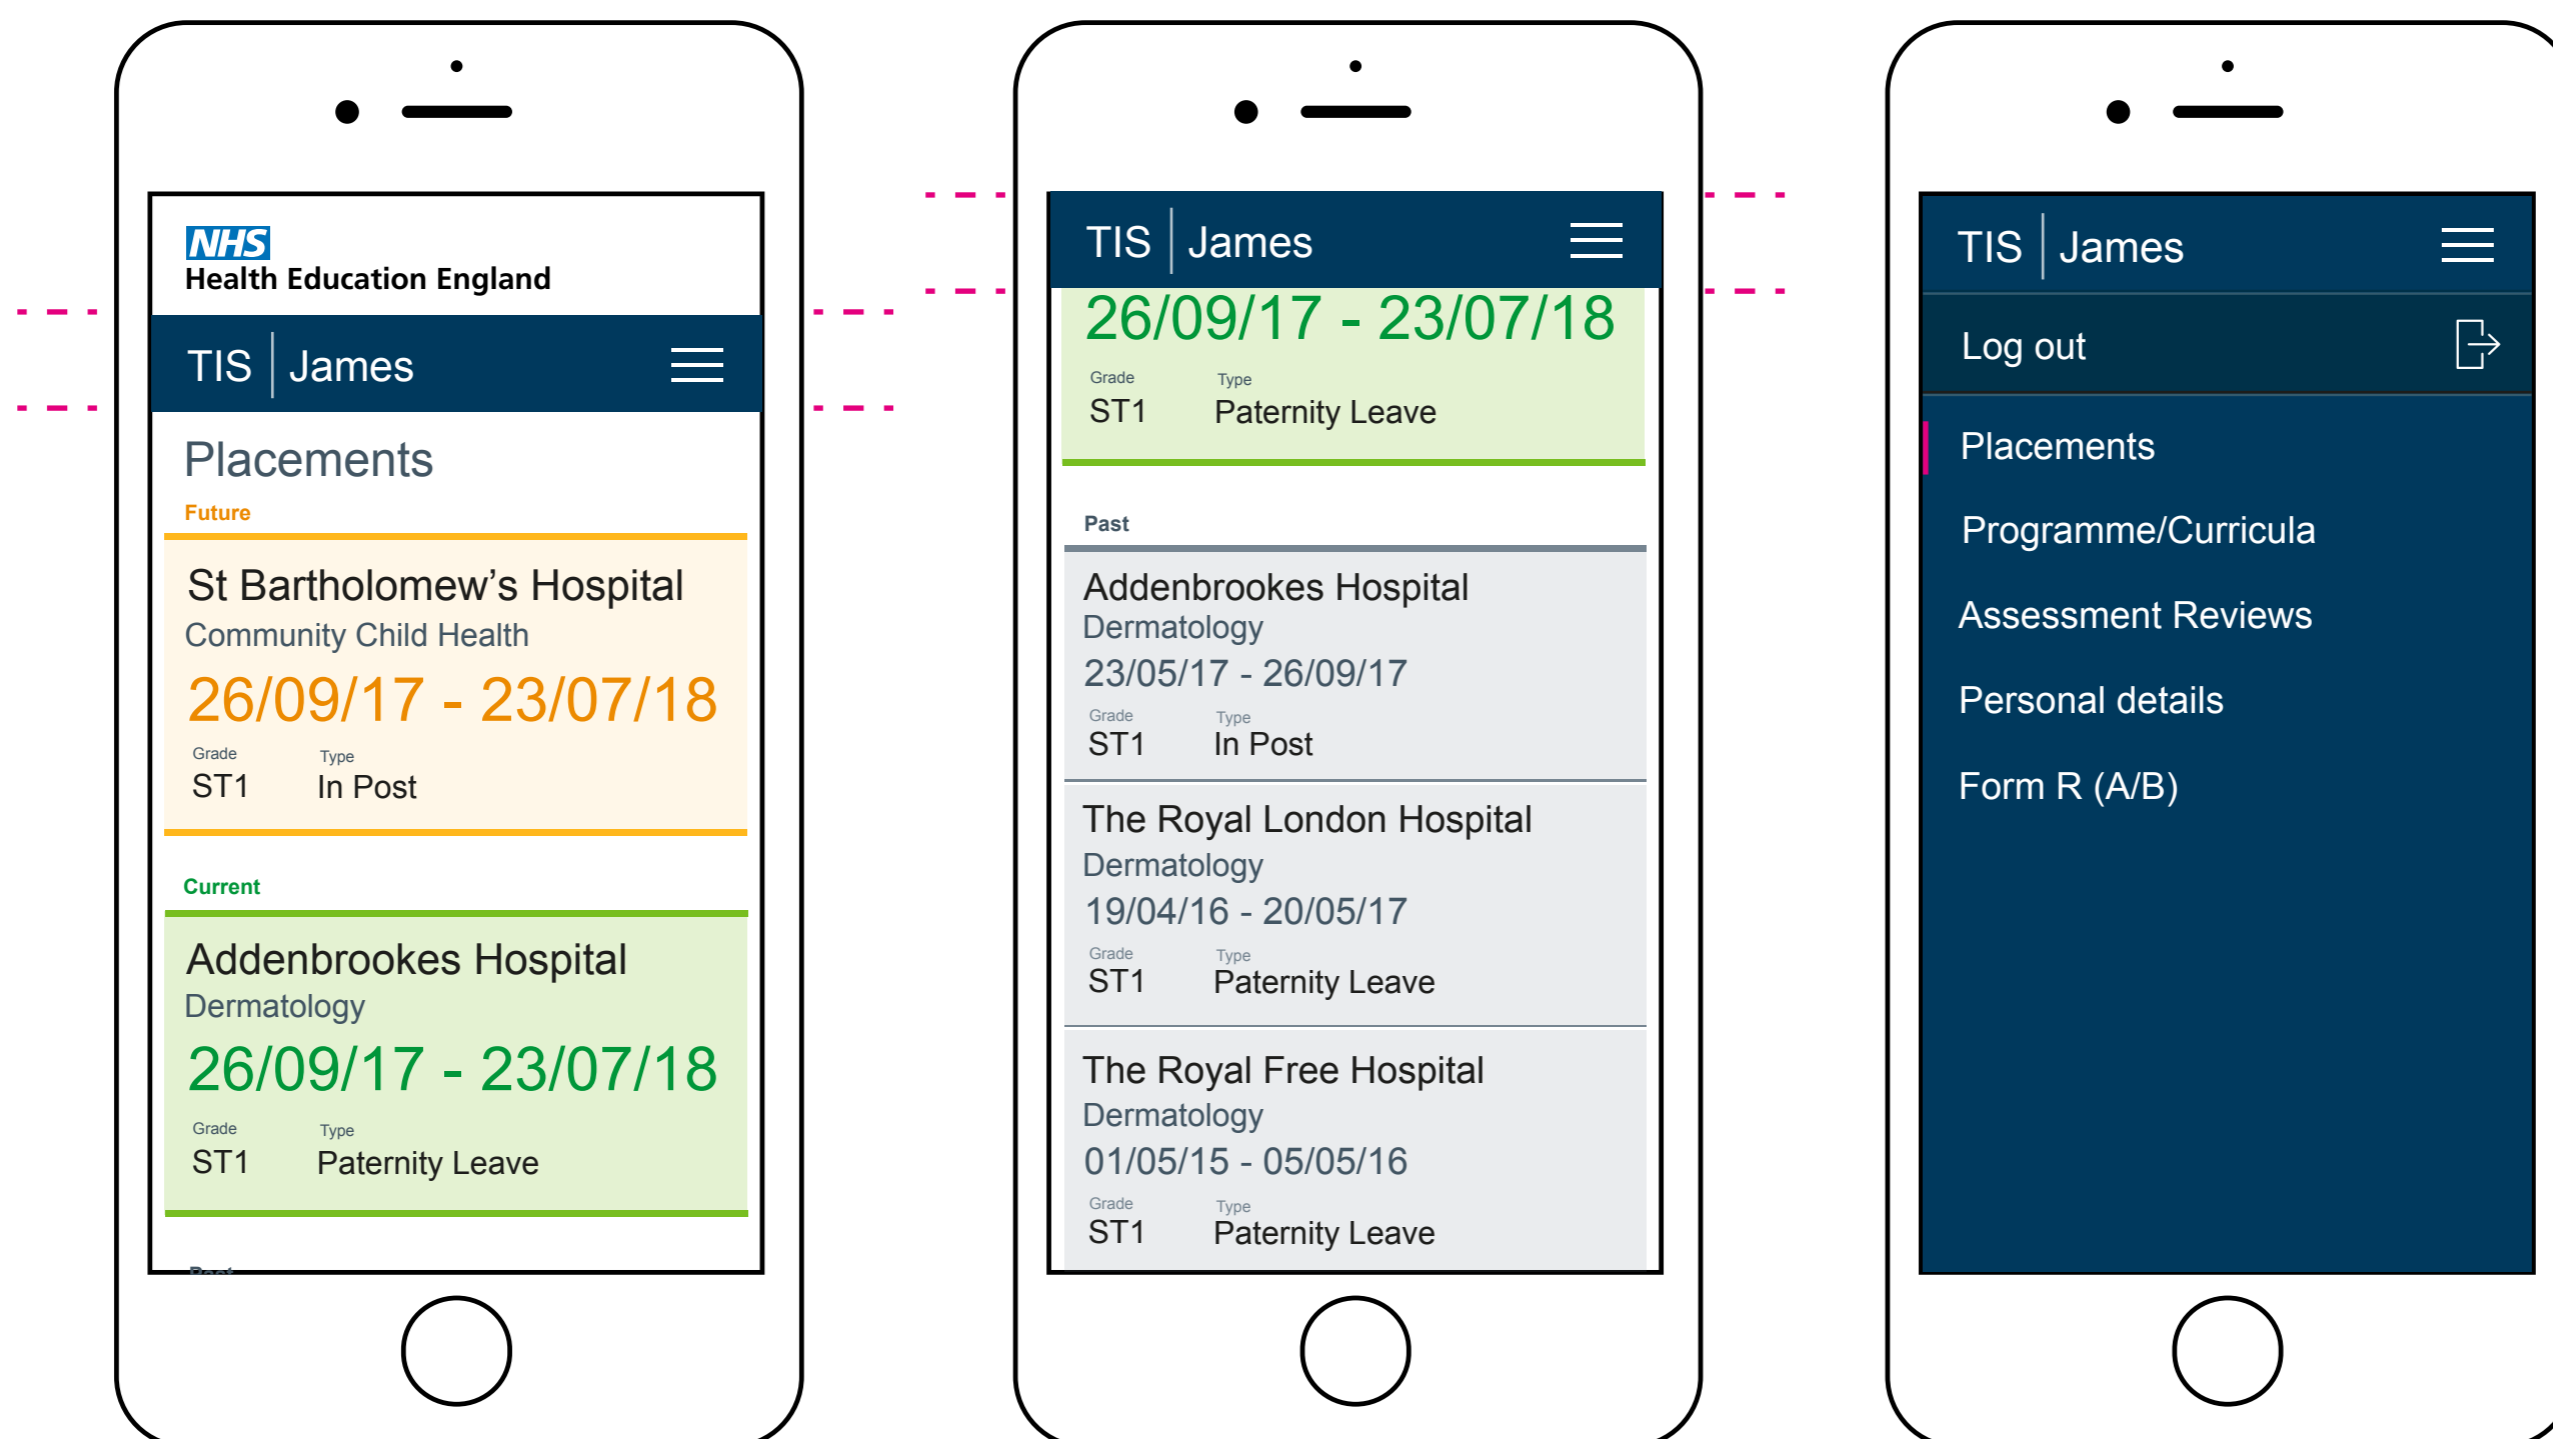 NHS
Health Education England
TIS James
Placements
Future
St Bartholomew’s Hospital
Community Child Health
26/09/17 - 23/07/18
Grade Type
ST1 In Post
Current
Addenbrookes Hospital
Dermatology
26/09/17 - 23/07/18
Grade Type
ST1 Paternity Leave
Past
TIS James
26/09/17 - 23/07/18
Grade Type
ST1 Paternity Leave
Past
Addenbrookes Hospital
Dermatology
23/05/17 - 26/09/17
Grade Type
ST1 In Post
The Royal London Hospital
Dermatology
19/04/16 - 20/05/17
Grade Type
ST1 Paternity Leave
The Royal Free Hospital
Dermatology
01/05/15 - 05/05/16
Grade Type
ST1 Paternity Leave
TIS James
Log out
Placements
Programme/Curricula
Assessment Reviews
Personal details
Form R (A/B)